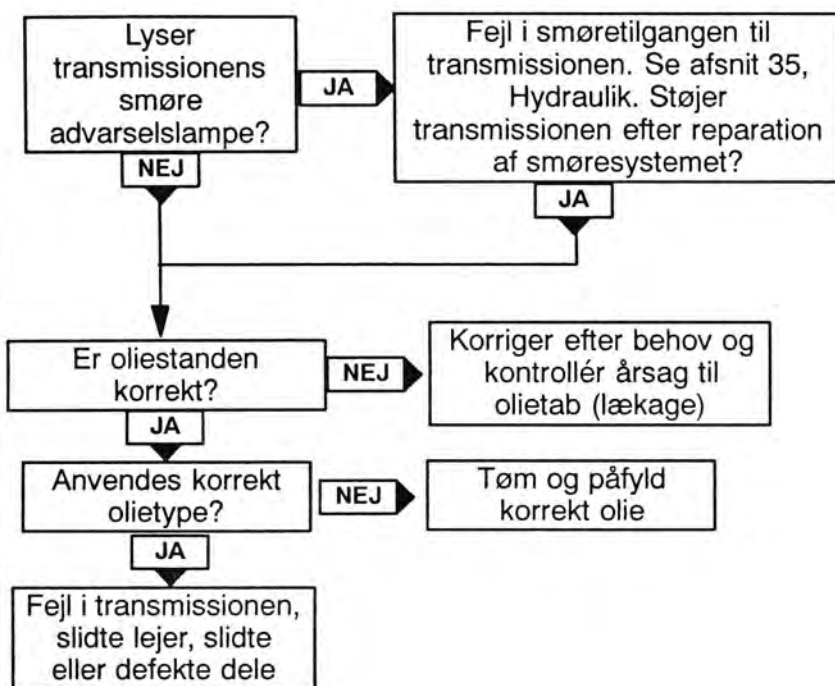 Lyser
transmissionens
smøre
advarselslampe?
JA
Fejl i smøretilgangen til
transmissionen. Se afsnit 35,
Hydraulik. Støjer
transmissionen efter reparation
af smøresystemet?
NEJ
JA
Er oliestanden
korrekt?
NEJ
Korriger efter behov og
kontrollér årsag til
olietab (lækage)
JA
Anvendes korrekt
olietype?
NEJ
Tøm og påfyld
korrekt olie
JA
Fejl i transmissionen,
slidte lejer, slidte
eller defekte dele